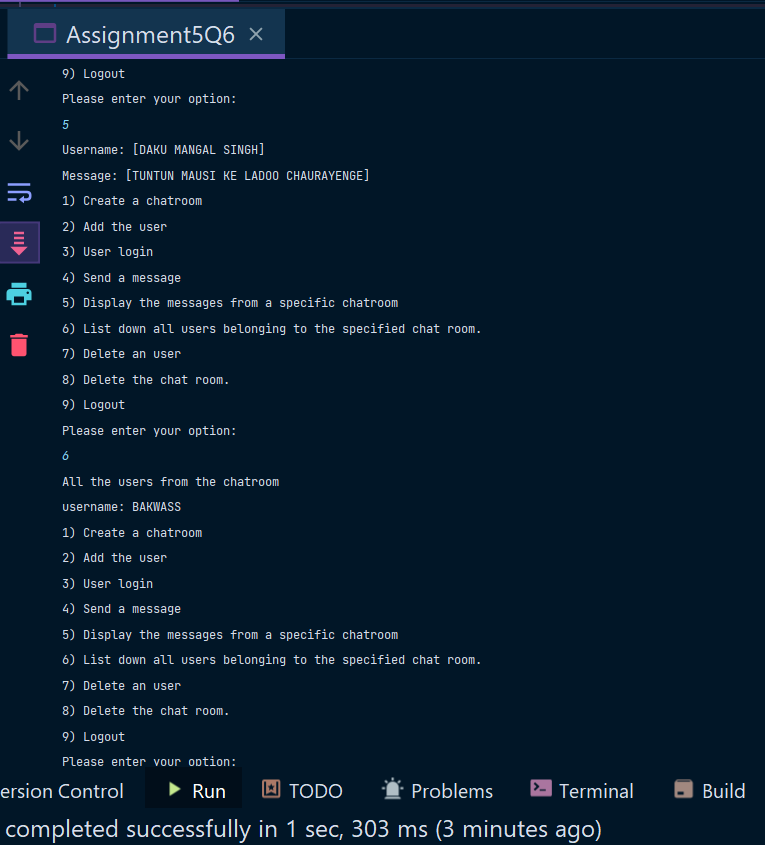 Assignment5Q6
9) Logout
Please enter your option:
5
Username: [DAKU MANGAL SINGH]
Message: [TUNTUN MAUSI KE LADOO CHAURAYENGE]
1) Create a chatroom
2) Add the user
3) User login
4) Send a message
5) Display the messages from a specific chatroom
6) List down all users belonging to the specified chat room.
7) Delete an user
8) Delete the chat room.
9) Logout
Please enter your option:
6
All the users from the chatroom
username: BAKWASS
1) Create a chatroom
2) Add the user
3) User login
4) Send a message
5) Display the messages from a specific chatroom
6) List down all users belonging to the specified chat room.
7) Delete an user
8) Delete the chat room.
9) Logout
Please enter your option:
ersion Control Run TODO Problems Terminal Build
completed successfully in 1 sec, 303 ms (3 minutes ago)